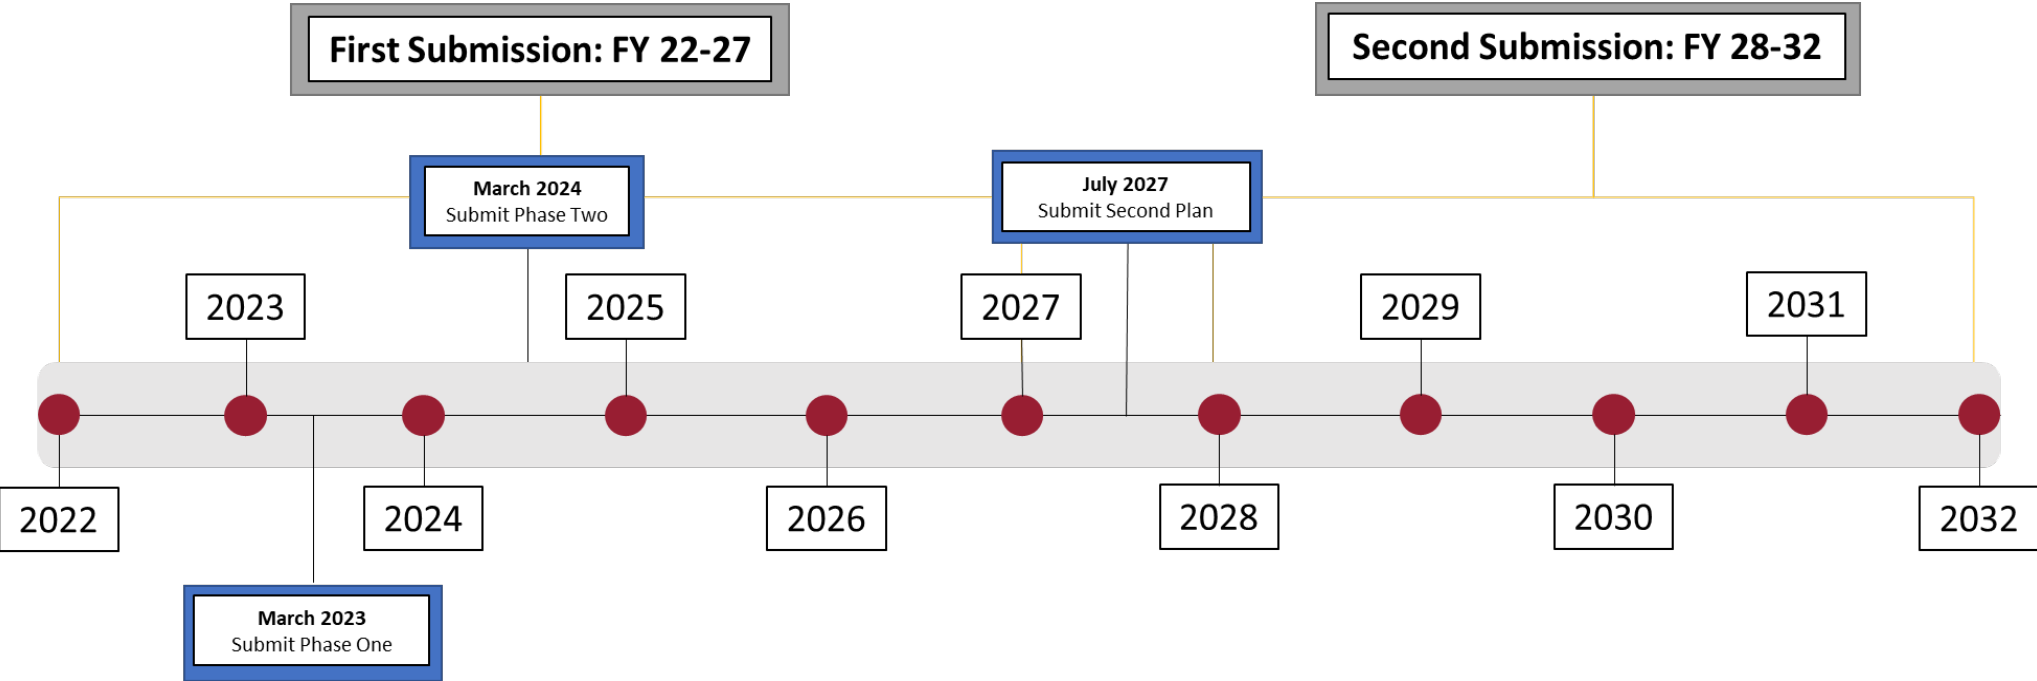 First Submission: FY 22-27
Second Submission: FY 28-32
March 2024
Submit Phase Two
July 2027
Submit Second Plan
2023
2025
2027
2029
2031
2022
2024
2026
2028
2030
2032
March 2023
Submit Phase One